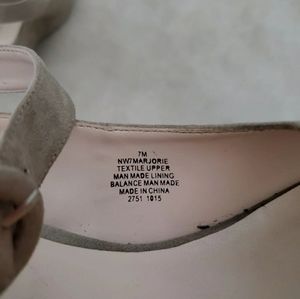 7M
NW7MARJORIE
TEXTILE UPPER
MAN MADE LINING
BALANCE MAN MADE
MADE IN CHINA
2751 1015